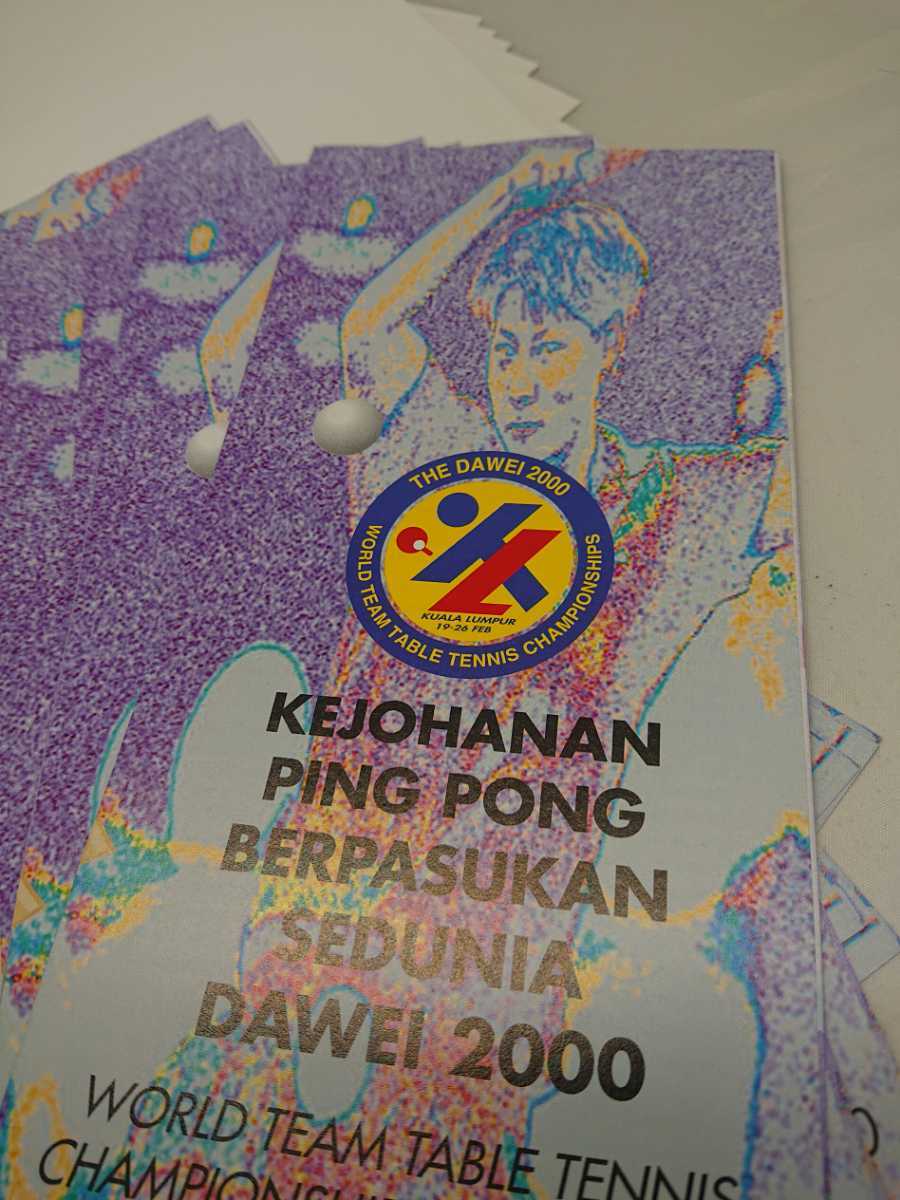 THE DAWEI 2000
WORLD TEAM TABLE TENNIS CHAMPIONSHIPS
KUALA LUMPUR
19-26 FEB
KEJOHANAN
PING PONG
BERPASUKAN
SEDUNIA
DAWEI 2000
WORLD TEAM TABLE TENNIS